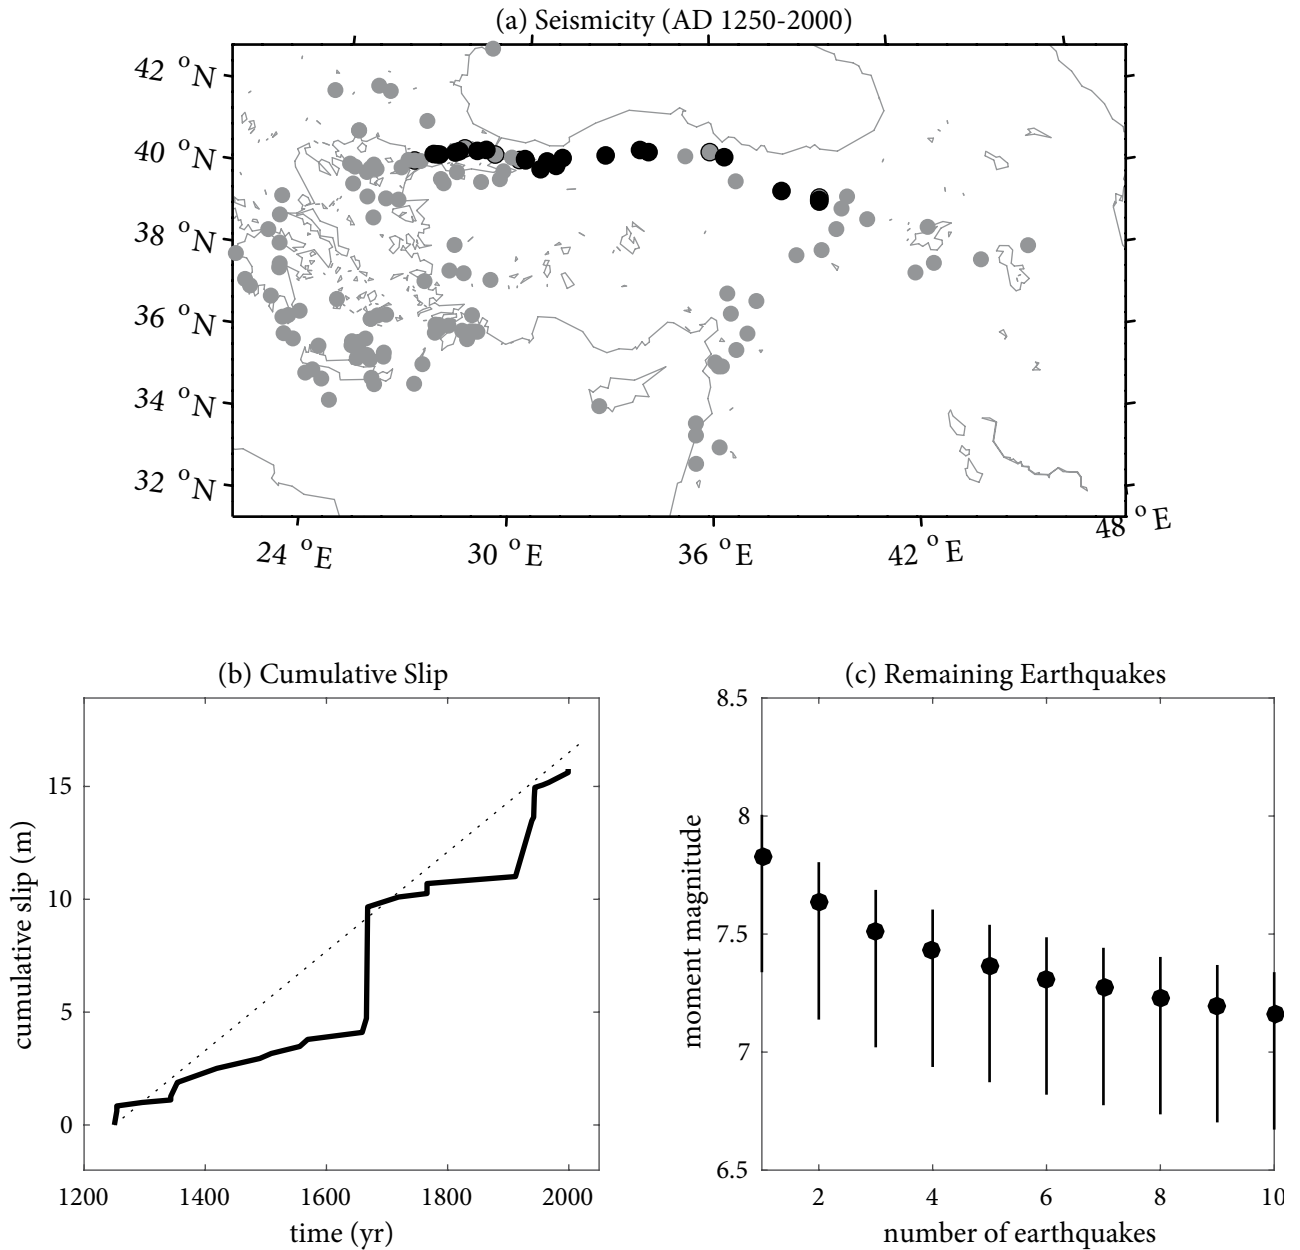 (a) Seismicity (AD 1250-2000)
42 °N
40 °N
38 °N
36 °N
34 °N
32 °N
24 °E
30 °E
36 °E
42 °E
48 °E
(b) Cumulative Slip
cumulative slip (m)
15
10
5
0
1200
1400
1600
1800
2000
time (yr)
(c) Remaining Earthquakes
moment magnitude
8.5
8
7.5
7
6.5
2
4
6
8
10
number of earthquakes